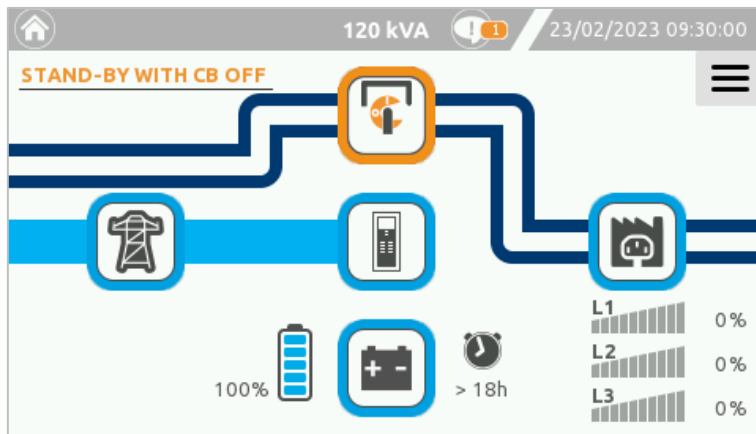 120 kVA 1 23/02/2023 09:30:00
STAND-BY WITH CB OFF
L1 0%
L2 0%
L3 0%
100% > 18h